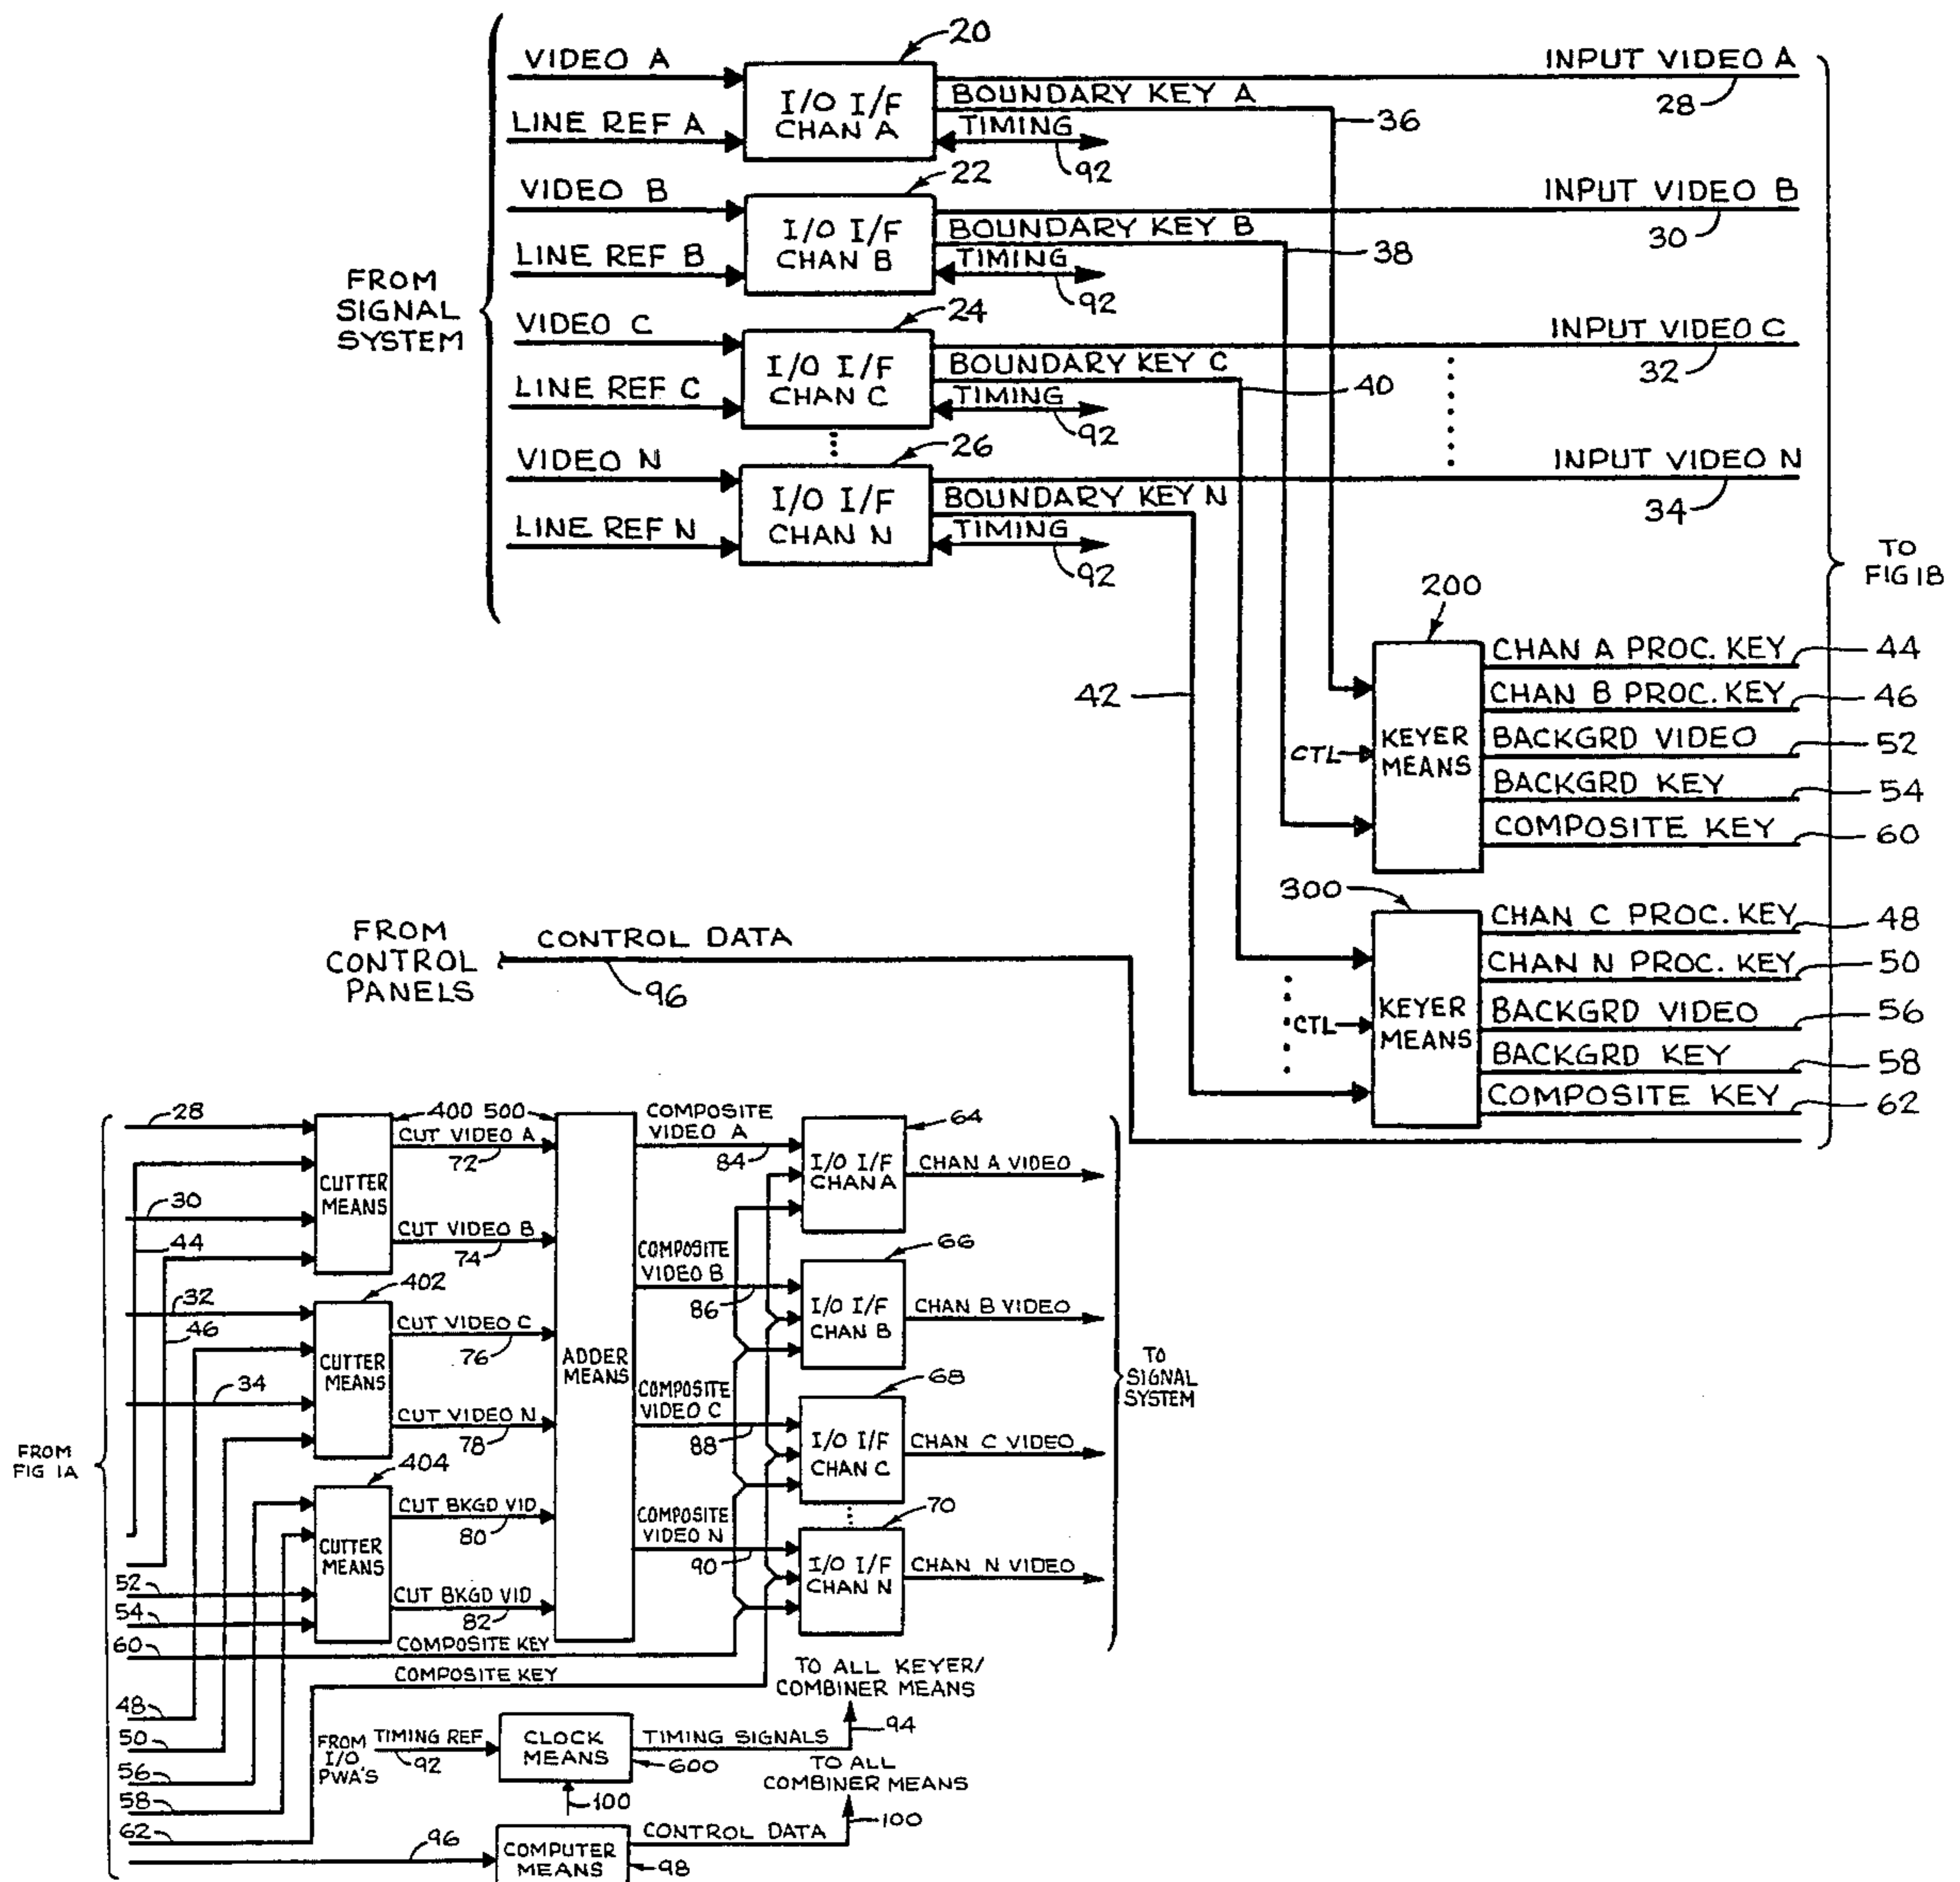 20
VIDEO A
INPUT VIDEO A
I/O I/F
CHAN A
BOUNDARY KEY A
28
36
LINE REF A
TIMING
92
22
VIDEO B
INPUT VIDEO B
I/O I/F
CHAN B
BOUNDARY KEY B
30
38
LINE REF B
TIMING
92
FROM
SIGNAL
SYSTEM
24
VIDEO C
INPUT VIDEO C
I/O I/F
CHAN C
BOUNDARY KEY C
32
40
LINE REF C
TIMING
92
26
VIDEO N
INPUT VIDEO N
I/O I/F
CHAN N
BOUNDARY KEY N
34
LINE REF N
TIMING
92
TO
FIG 1B
200
42
CTL
KEYER
MEANS
CHAN A PROC. KEY
44
CHAN B PROC. KEY
46
BACKGRD VIDEO
52
BACKGRD KEY
54
COMPOSITE KEY
60
300
CTL
KEYER
MEANS
CHAN C PROC. KEY
48
CHAN N PROC. KEY
50
BACKGRD VIDEO
56
BACKGRD KEY
58
COMPOSITE KEY
62
FROM
CONTROL
PANELS
CONTROL DATA
96
28
400
500
CUTTER
MEANS
CUT VIDEO A
72
30
44
CUT VIDEO B
74
COMPOSITE
VIDEO A
84
64
I/O I/F
CHAN A
CHAN A VIDEO
402
32
46
CUTTER
MEANS
CUT VIDEO C
76
34
CUT VIDEO N
78
ADDER
MEANS
COMPOSITE
VIDEO B
86
66
I/O I/F
CHAN B
CHAN B VIDEO
TO
SIGNAL
SYSTEM
COMPOSITE
VIDEO C
88
68
I/O I/F
CHAN C
CHAN C VIDEO
FROM
FIG 1A
404
CUTTER
MEANS
CUT BKGD VID
80
CUT BKGD VID
82
COMPOSITE
VIDEO N
90
70
I/O I/F
CHAN N
CHAN N VIDEO
52
54
60
COMPOSITE KEY
COMPOSITE KEY
TO ALL KEYER/
COMBINER MEANS
48
50
56
58
62
FROM
I/O
PWA'S
TIMING REF
92
CLOCK
MEANS
TIMING SIGNALS
94
600
100
TO ALL
COMBINER MEANS
96
COMPUTER
MEANS
CONTROL DATA
100
98